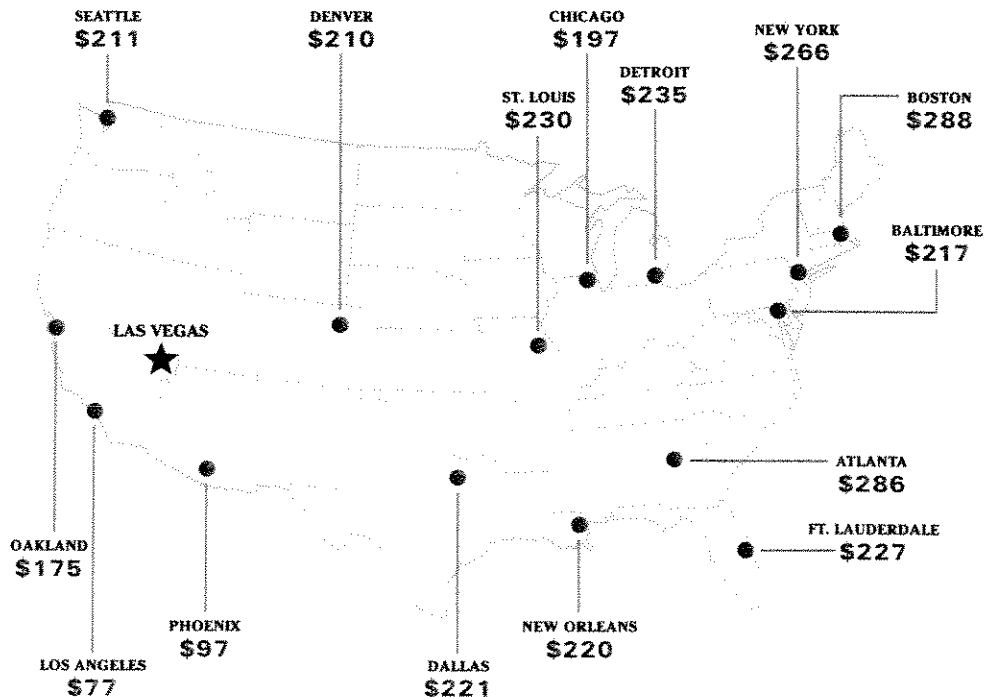 SEATTLE
$211
DENVER
$210
CHICAGO
$197
NEW YORK
$266
DETROIT
$235
ST. LOUIS
$230
BOSTON
$288
BALTIMORE
$217
LAS VEGAS
ATLANTA
$286
FT. LAUDERDALE
$227
OAKLAND
$175
PHOENIX
$97
NEW ORLEANS
$220
LOS ANGELES
$77
DALLAS
$221